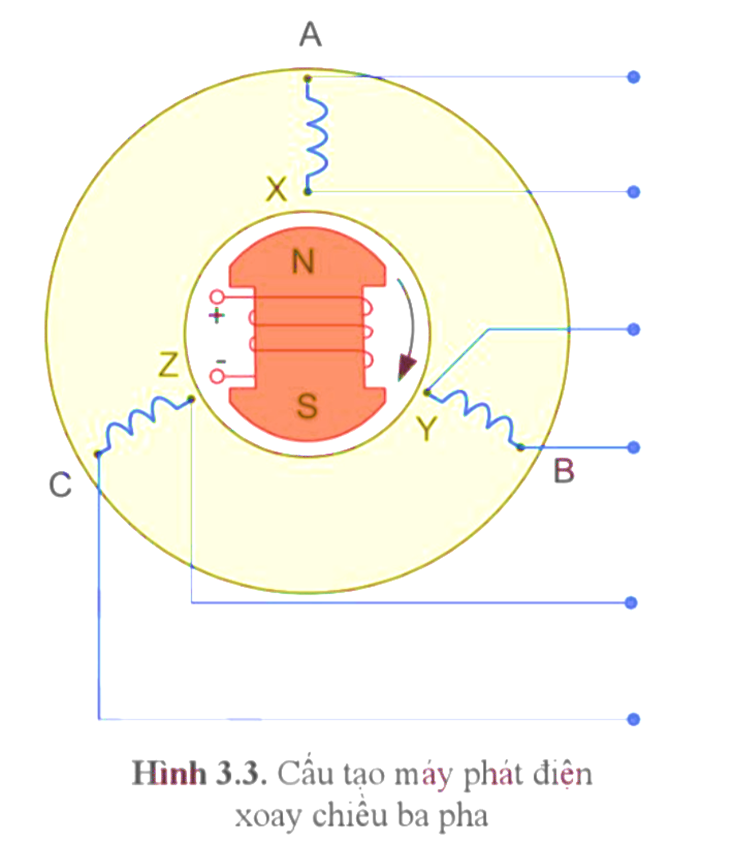 A
X
N
+
-
Z
S
Y
C
B
Hình 3.3. Cấu tạo máy phát điện
xoay chiều ba pha